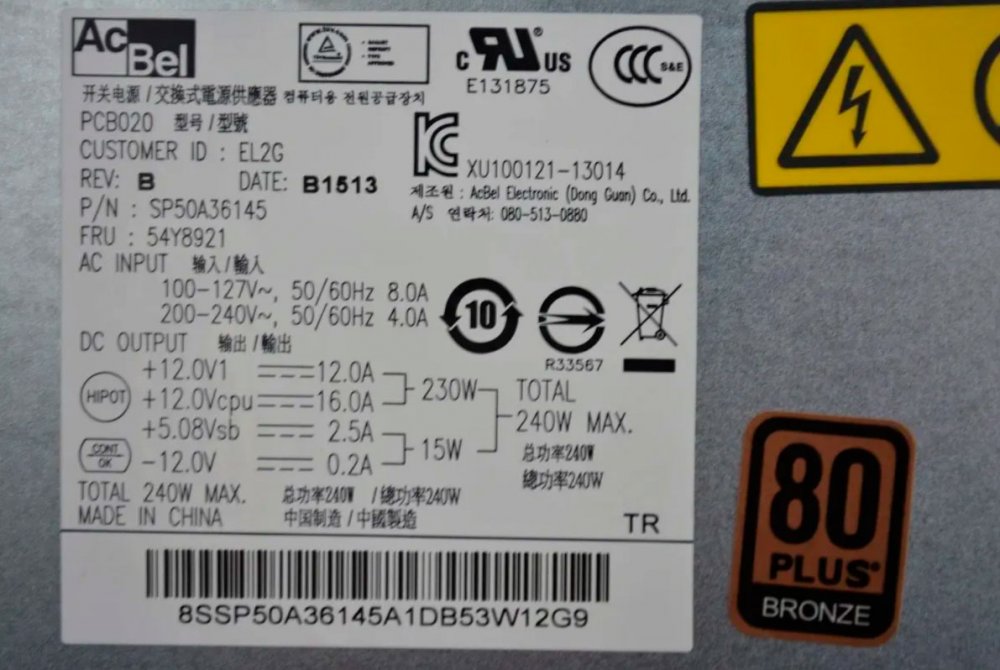 AcBel
c RU® US
E131875
CCC S&E
开关电源 / 交換式電源供應器 컴퓨터용 전원공급장치
PCB020 型号 / 型號
CUSTOMER ID : EL2G
XU100121-13014
REV: B DATE: B1513
제조원 : AcBel Electronic (Dong Guan) Co., Ltd.
P/N : SP50A36145
A/S 연락처: 080-513-0880
FRU : 54Y8921
AC INPUT 输入 / 輸入
100-127V~, 50/60Hz 8.0A
200-240V~, 50/60Hz 4.0A
10
R33567
DC OUTPUT 输出 / 輸出
+12.0V1 12.0A
+12.0Vcpu 16.0A
230W
HIPOT
+5.08Vsb 2.5A
-12.0V 0.2A
15W
CONT
OK
TOTAL
240W MAX.
总功率240W
總功率240W
TOTAL 240W MAX. 总功率240W / 總功率240W
MADE IN CHINA 中国制造 / 中國製造
TR
8SSP50A36145A1DB53W12G9
80
PLUS
BRONZE